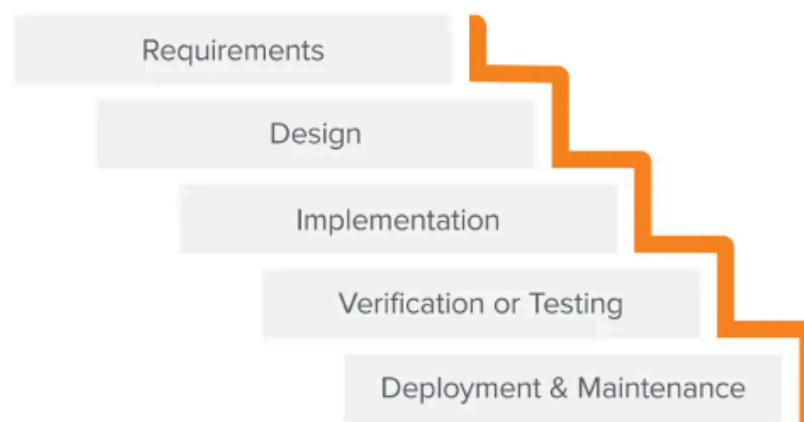 Requirements
Design
Implementation
Verification or Testing
Deployment & Maintenance